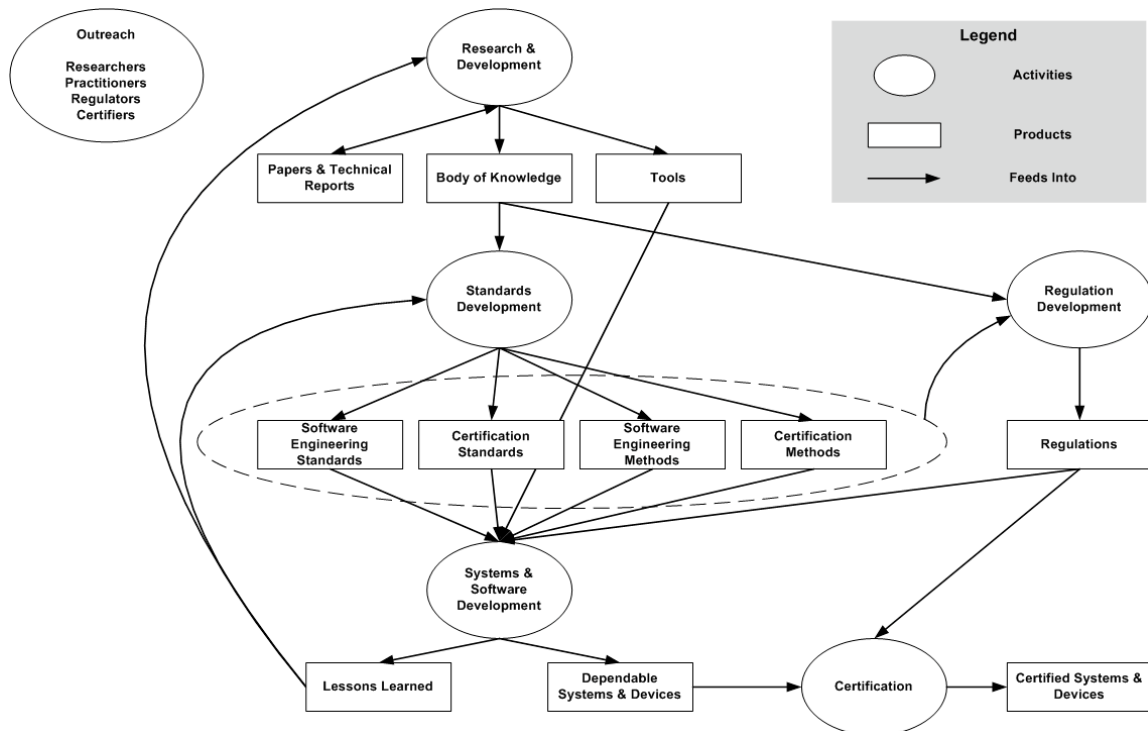 Outreach
Researchers
Practitioners
Regulators
Certifiers
Research &
Development
Legend
Activities
Products
Feeds Into
Papers & Technical
Reports
Body of Knowledge
Tools
Standards
Development
Regulation
Development
Software
Engineering
Standards
Certification
Standards
Software
Engineering
Methods
Certification
Methods
Regulations
Systems &
Software
Development
Lessons Learned
Dependable
Systems & Devices
Certification
Certified Systems &
Devices